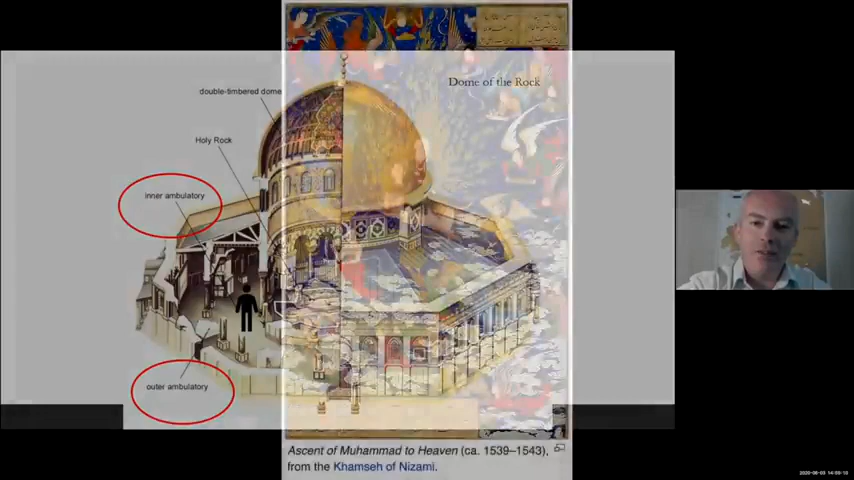 Dome of the Rock
double-timbered dome
Holy Rock
inner ambulatory
outer ambulatory
Ascent of Muhammad to Heaven (ca. 1539–1543),
from the Khamseh of Nizami.